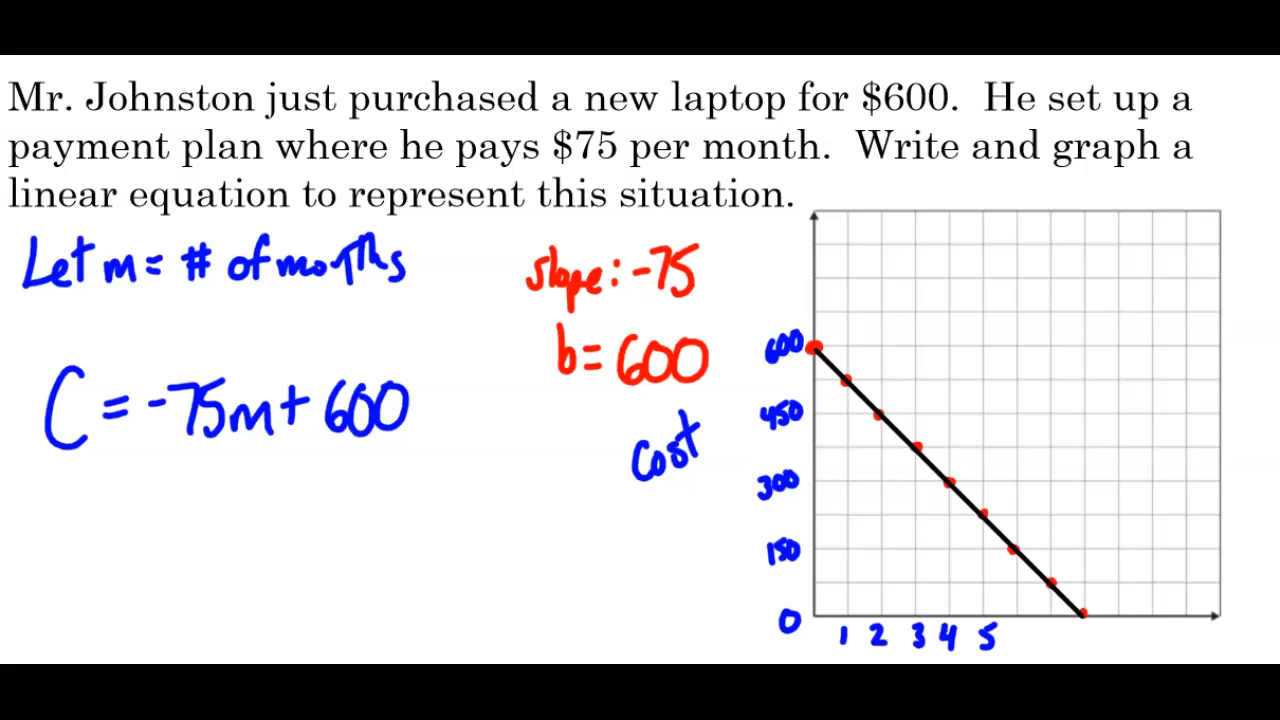 Mr. Johnston just purchased a new laptop for $600. He set up a
payment plan where he pays $75 per month. Write and graph a
linear equation to represent this situation.
Let m = # of months
slope: -75
b = 600
C = -75m + 600
cost
600
450
300
150
0
1 2 3 4 5